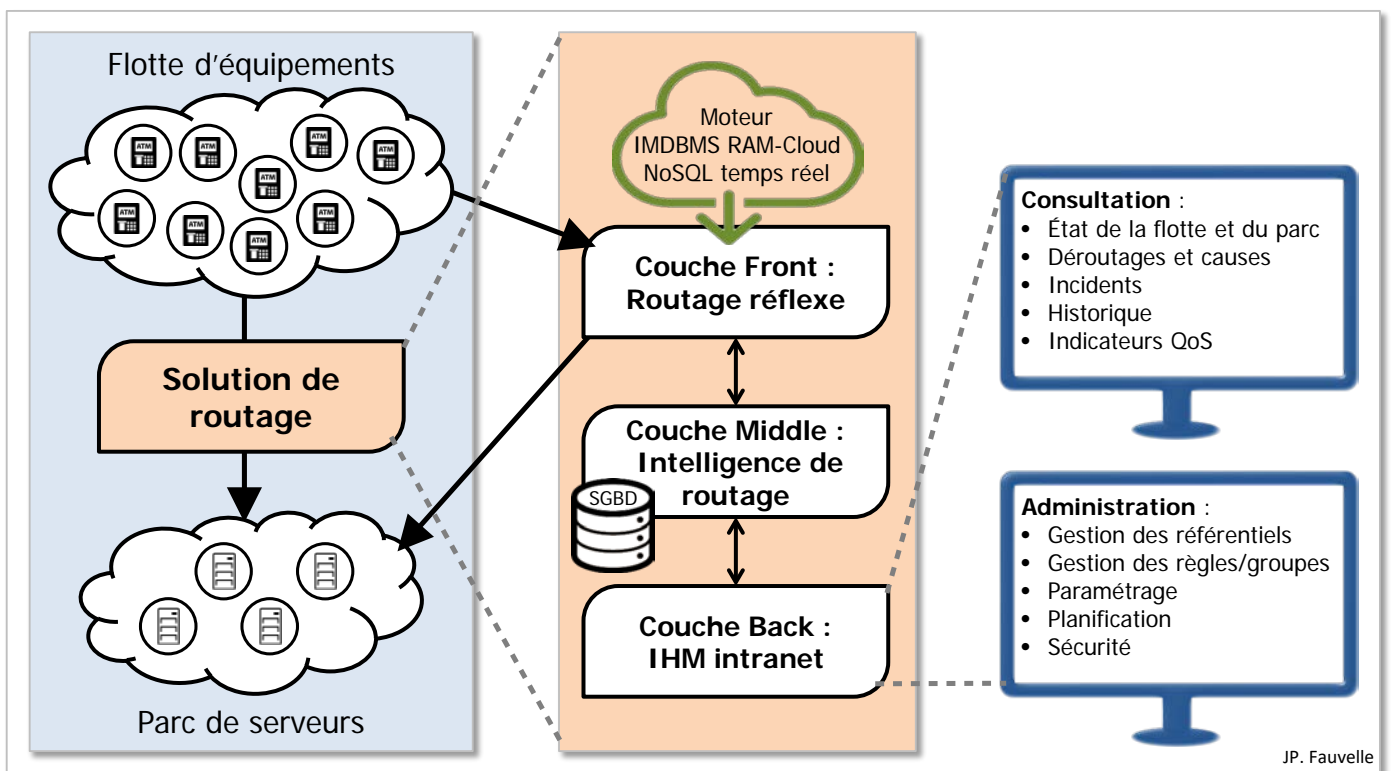 Flotte d'équipements
ATM
ATM
ATM
ATM
ATM
ATM
ATM
ATM
ATM
Solution de
routage
Parc de serveurs
Moteur
IMDBMS RAM-Cloud
NoSQL temps réel
Couche Front :
Routage réflexe
Couche Middle :
Intelligence de
routage
SGBD
Couche Back :
IHM intranet
Consultation :
• État de la flotte et du parc
• Déroutages et causes
• Incidents
• Historique
• Indicateurs QoS
Administration :
• Gestion des référentiels
• Gestion des règles/groupes
• Paramétrage
• Planification
• Sécurité
JP. Fauvelle